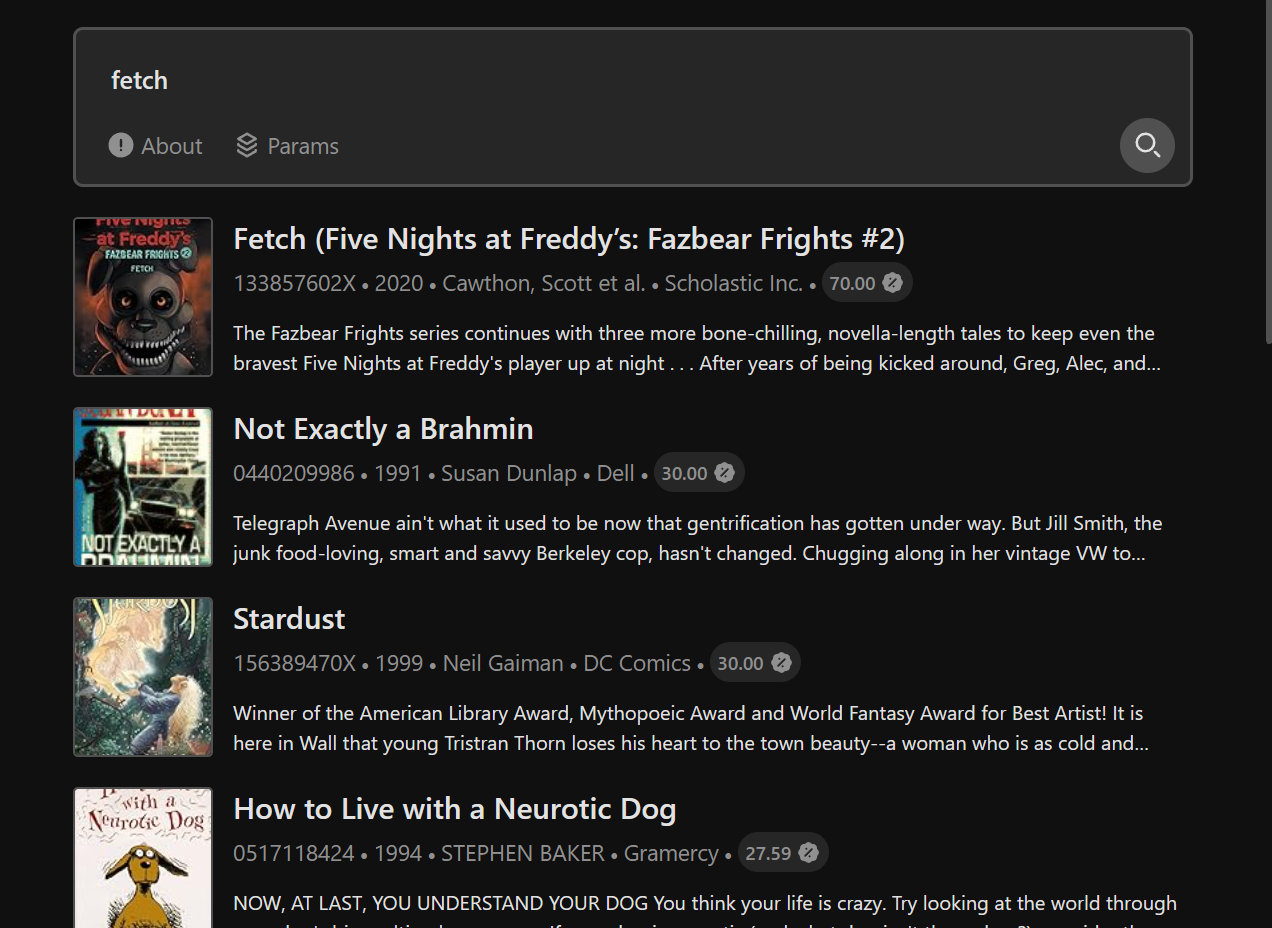 fetch
About
Params
Five Nights
at Freddy's
FAZBEAR FRIGHTS 2
FETCH
Fetch (Five Nights at Freddy’s: Fazbear Frights #2)
133857602X • 2020 • Cawthon, Scott et al. • Scholastic Inc. • 70.00
The Fazbear Frights series continues with three more bone-chilling, novella-length tales to keep even the
bravest Five Nights at Freddy's player up at night . . . After years of being kicked around, Greg, Alec, and...
NOT EXACTLY A
BRAHMIN
Not Exactly a Brahmin
0440209986 • 1991 • Susan Dunlap • Dell • 30.00
Telegraph Avenue ain't what it used to be now that gentrification has gotten under way. But Jill Smith, the
junk food-loving, smart and savvy Berkeley cop, hasn't changed. Chugging along in her vintage VW to...
Stardust
156389470X • 1999 • Neil Gaiman • DC Comics • 30.00
Winner of the American Library Award, Mythopoeic Award and World Fantasy Award for Best Artist! It is
here in Wall that young Tristran Thorn loses his heart to the town beauty--a woman who is as cold and...
with a
Neurotic Dog
How to Live with a Neurotic Dog
0517118424 • 1994 • STEPHEN BAKER • Gramercy • 27.59
NOW, AT LAST, YOU UNDERSTAND YOUR DOG You think your life is crazy. Try looking at the world through